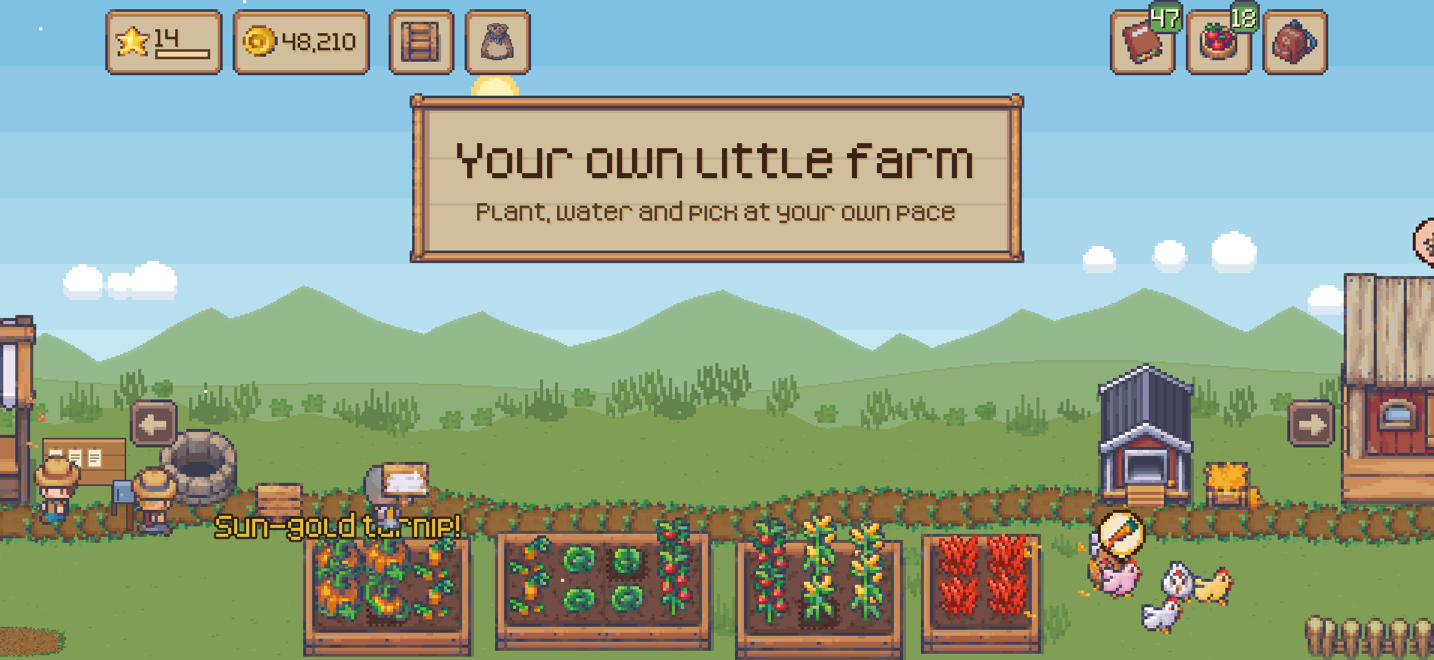 14
48,210
47
18
Your own little farm
Plant, water and pick at your own pace
Sun-gold turnip!